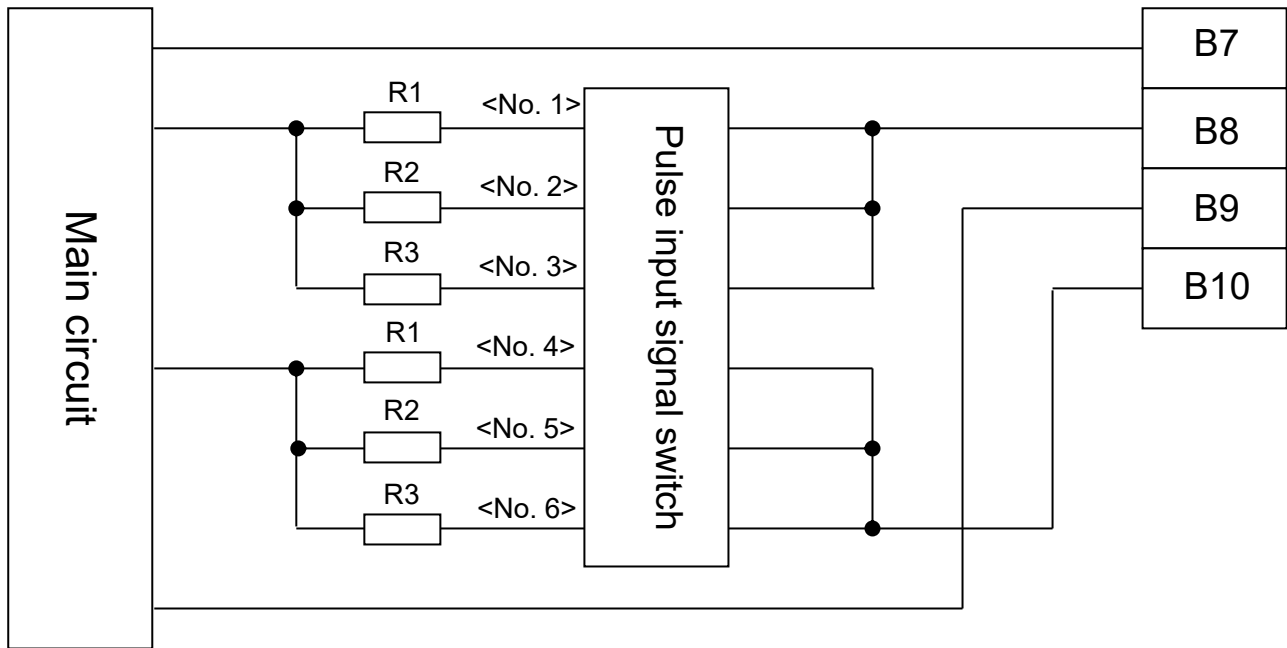 B7
R1
<No. 1>
B8
R2
<No. 2>
B9
R3
<No. 3>
B10
R1
<No. 4>
R2
<No. 5>
R3
<No. 6>
Main circuit
Pulse input signal switch